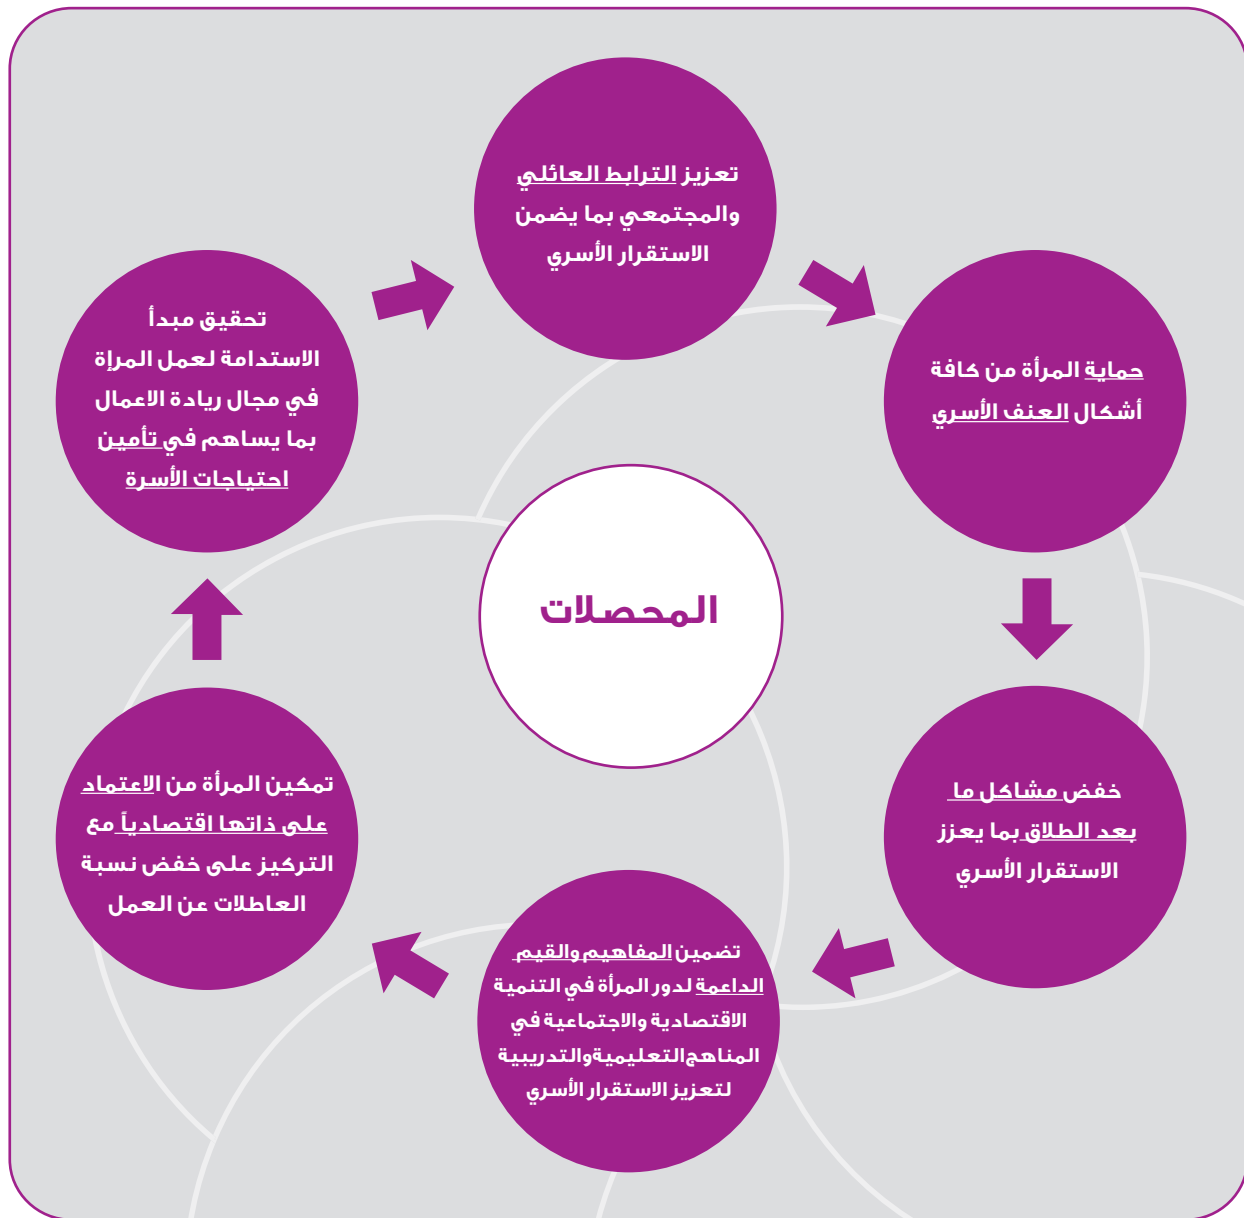 تعزيز الترابط العائلي
والمجتمعي بما يضمن
الاستقرار الأسري
حماية المرأة من كافة
أشكال العنف الأسري
خفض مشاكل ما
بعد الطلاق بما يعزز
الاستقرار الأسري
تضمين المفاهيم والقيم
الداعمة لدور المرأة في التنمية
الاقتصادية والاجتماعية في
المناهج التعليمية والتدريبية
لتعزيز الاستقرار الأسري
تمكين المرأة من الاعتماد
على ذاتها اقتصادياً مع
التركيز على خفض نسبة
العاطلات عن العمل
تحقيق مبدأ
الاستدامة لعمل المرإة
في مجال ريادة الاعمال
بما يساهم في تأمين
احتياجات الأسرة
المحصلات